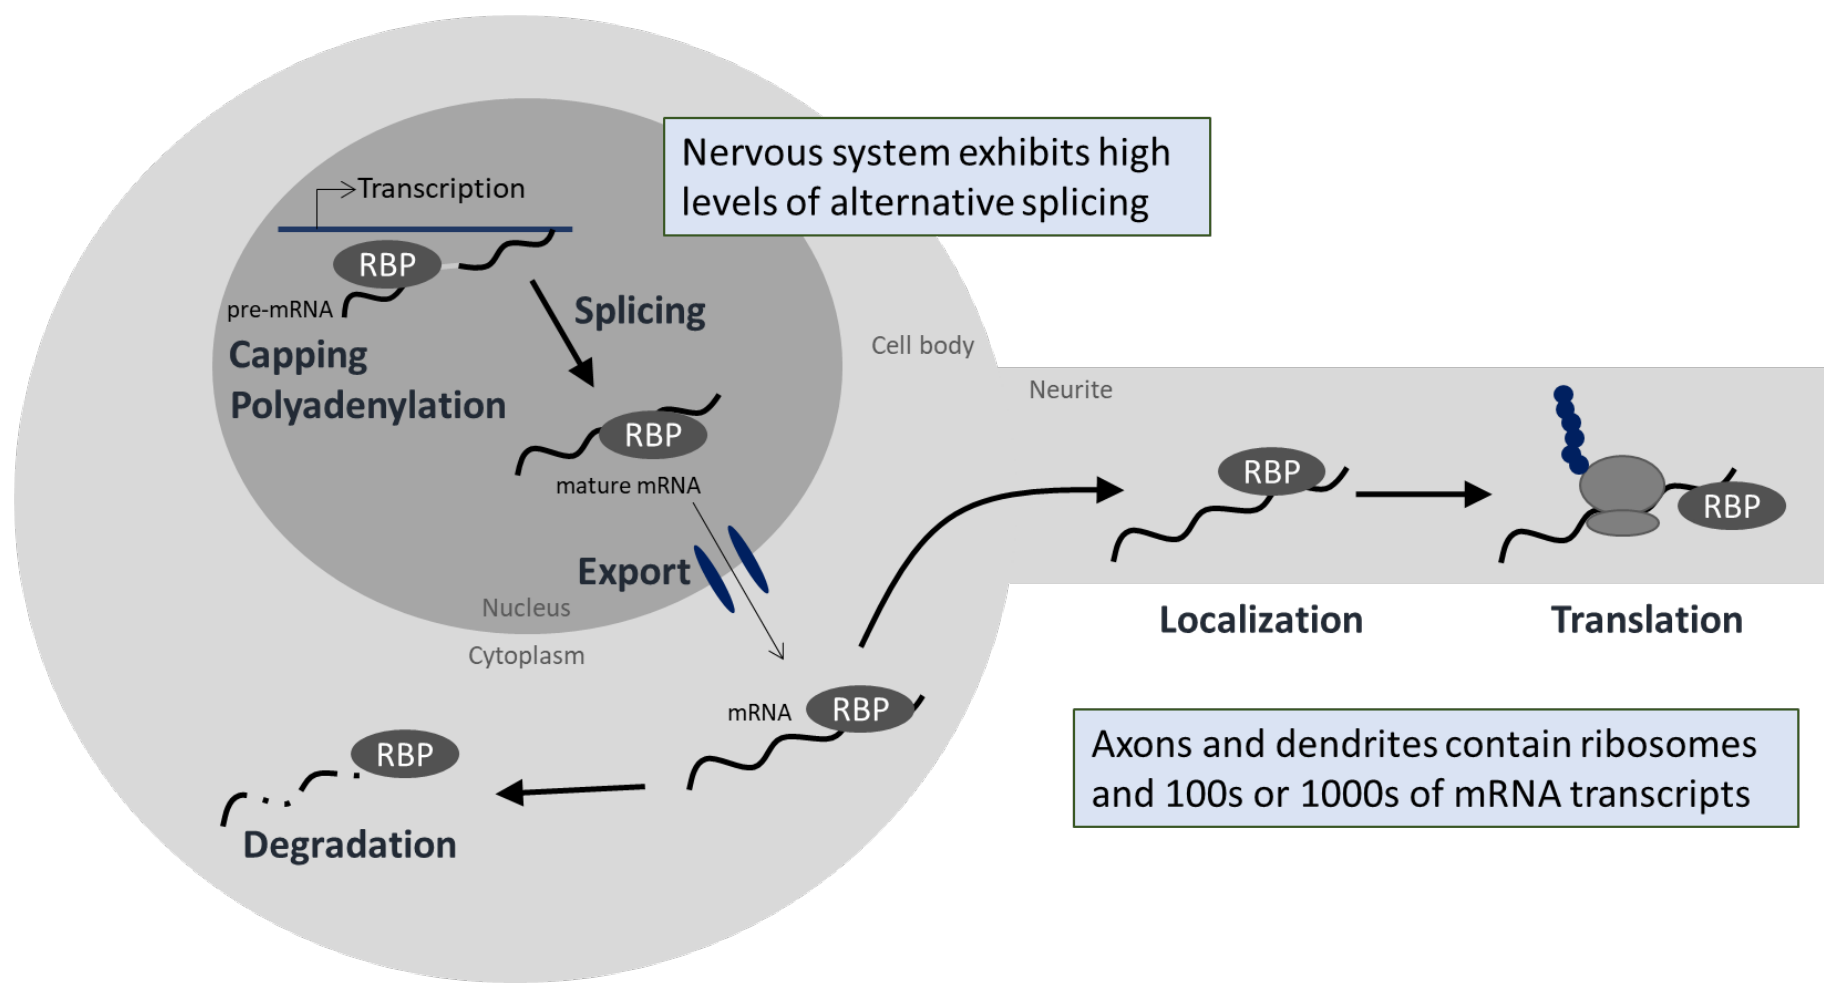 Nervous system exhibits high
levels of alternative splicing
Transcription
RBP
pre-mRNA
Capping
Polyadenylation
Splicing
RBP
mature mRNA
Export
Nucleus
Cytoplasm
Cell body
Neurite
mRNA
RBP
RBP
Degradation
RBP
Localization
RBP
Translation
Axons and dendrites contain ribosomes
and 100s or 1000s of mRNA transcripts